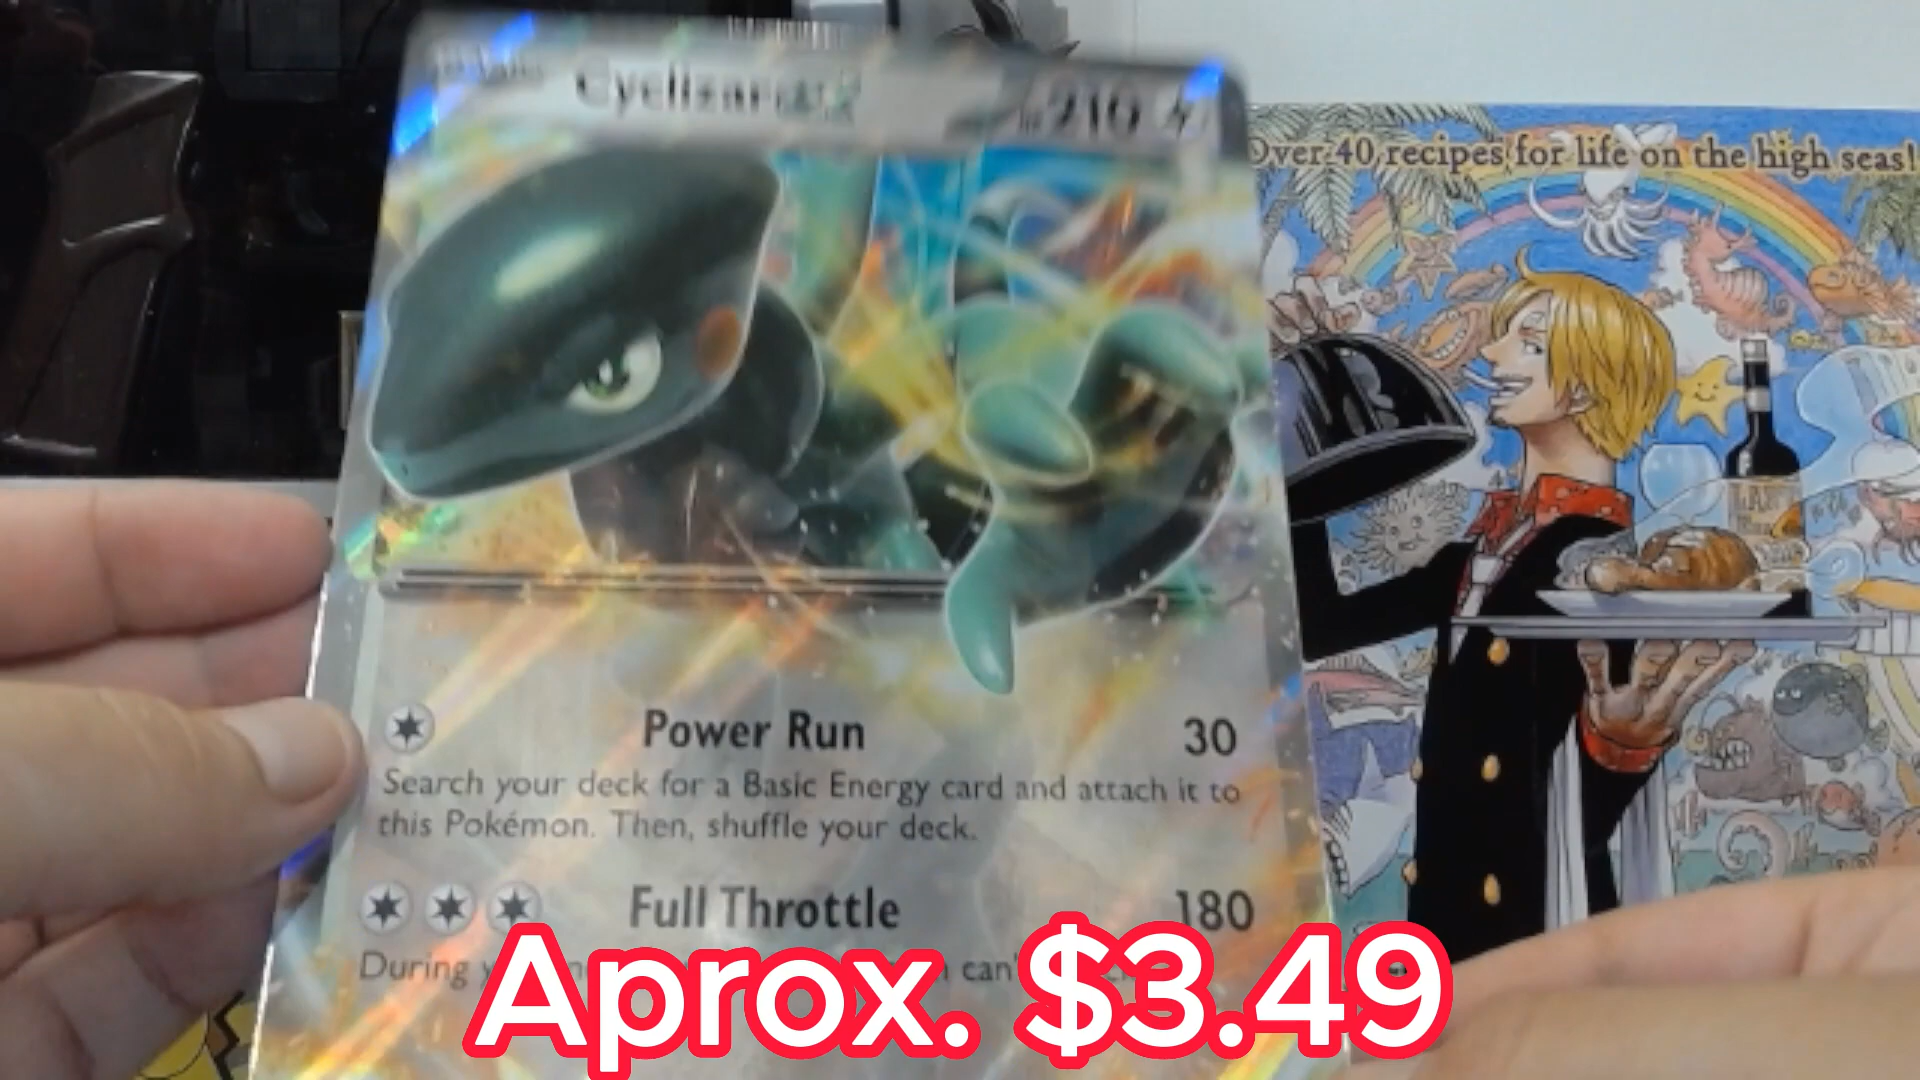 Cyclizar ex 210
Over 40 recipes for life on the high seas!
Power Run 30
Search your deck for a Basic Energy card and attach it to
this Pokémon. Then, shuffle your deck.
Full Throttle 180
During
can't
Aprox. $3.49